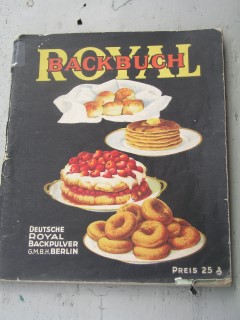 ROYAL
BACKBUCH
DEUTSCHE
ROYAL
BACKPULVER
G.M.B.H. BERLIN
PREIS 25 ₰